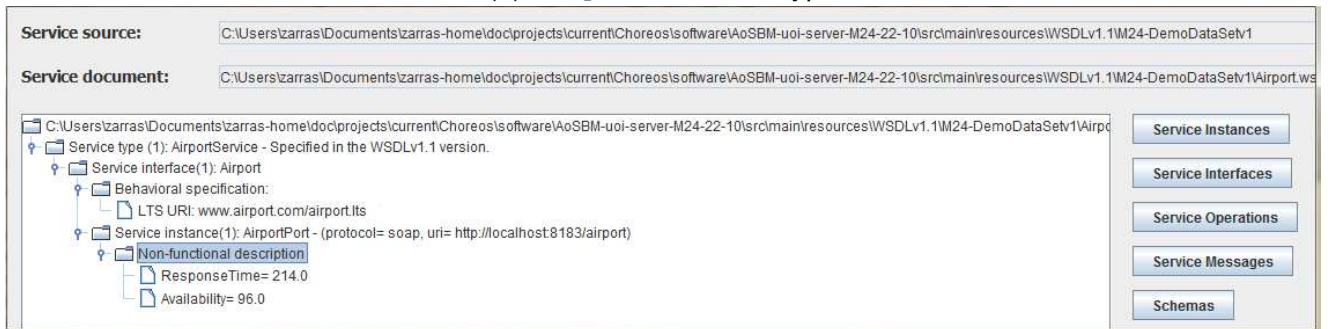 Service source: C:\Users\zarras\Documents\zarras-home\doc\projects\current\Choreos\software\AoSBM-uoi-server-M24-22-10\src\main\resources\WSDLv1.1\M24-DemoDataSetv1
Service document: C:\Users\zarras\Documents\zarras-home\doc\projects\current\Choreos\software\AoSBM-uoi-server-M24-22-10\src\main\resources\WSDLv1.1\M24-DemoDataSetv1\Airport.ws
C:\Users\zarras\Documents\zarras-home\doc\projects\current\Choreos\software\AoSBM-uoi-server-M24-22-10\src\main\resources\WSDLv1.1\M24-DemoDataSetv1\Airpo
Service Instances
Service type (1): AirportService - Specified in the WSDLv1.1 version.
Service interface(1): Airport
Service Interfaces
Behavioral specification:
LTS URI: www.airport.com/airport.lts
Service Operations
Service instance(1): AirportPort - (protocol= soap, uri= http://localhost:8183/airport)
Non-functional description
Service Messages
ResponseTime= 214.0
Availability= 96.0
Schemas